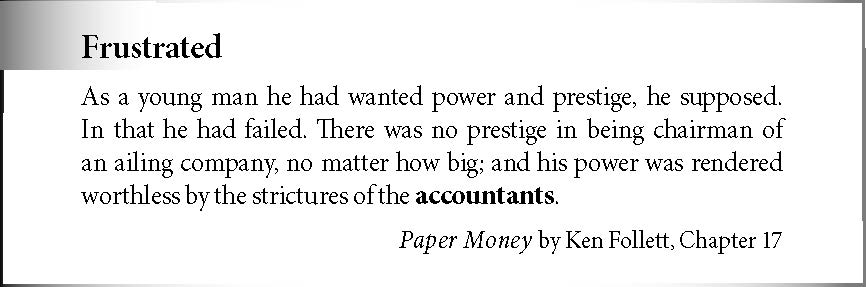 Frustrated
As a young man he had wanted power and prestige, he supposed.
In that he had failed. There was no prestige in being chairman of
an ailing company, no matter how big; and his power was rendered
worthless by the strictures of the accountants.
Paper Money by Ken Follett, Chapter 17